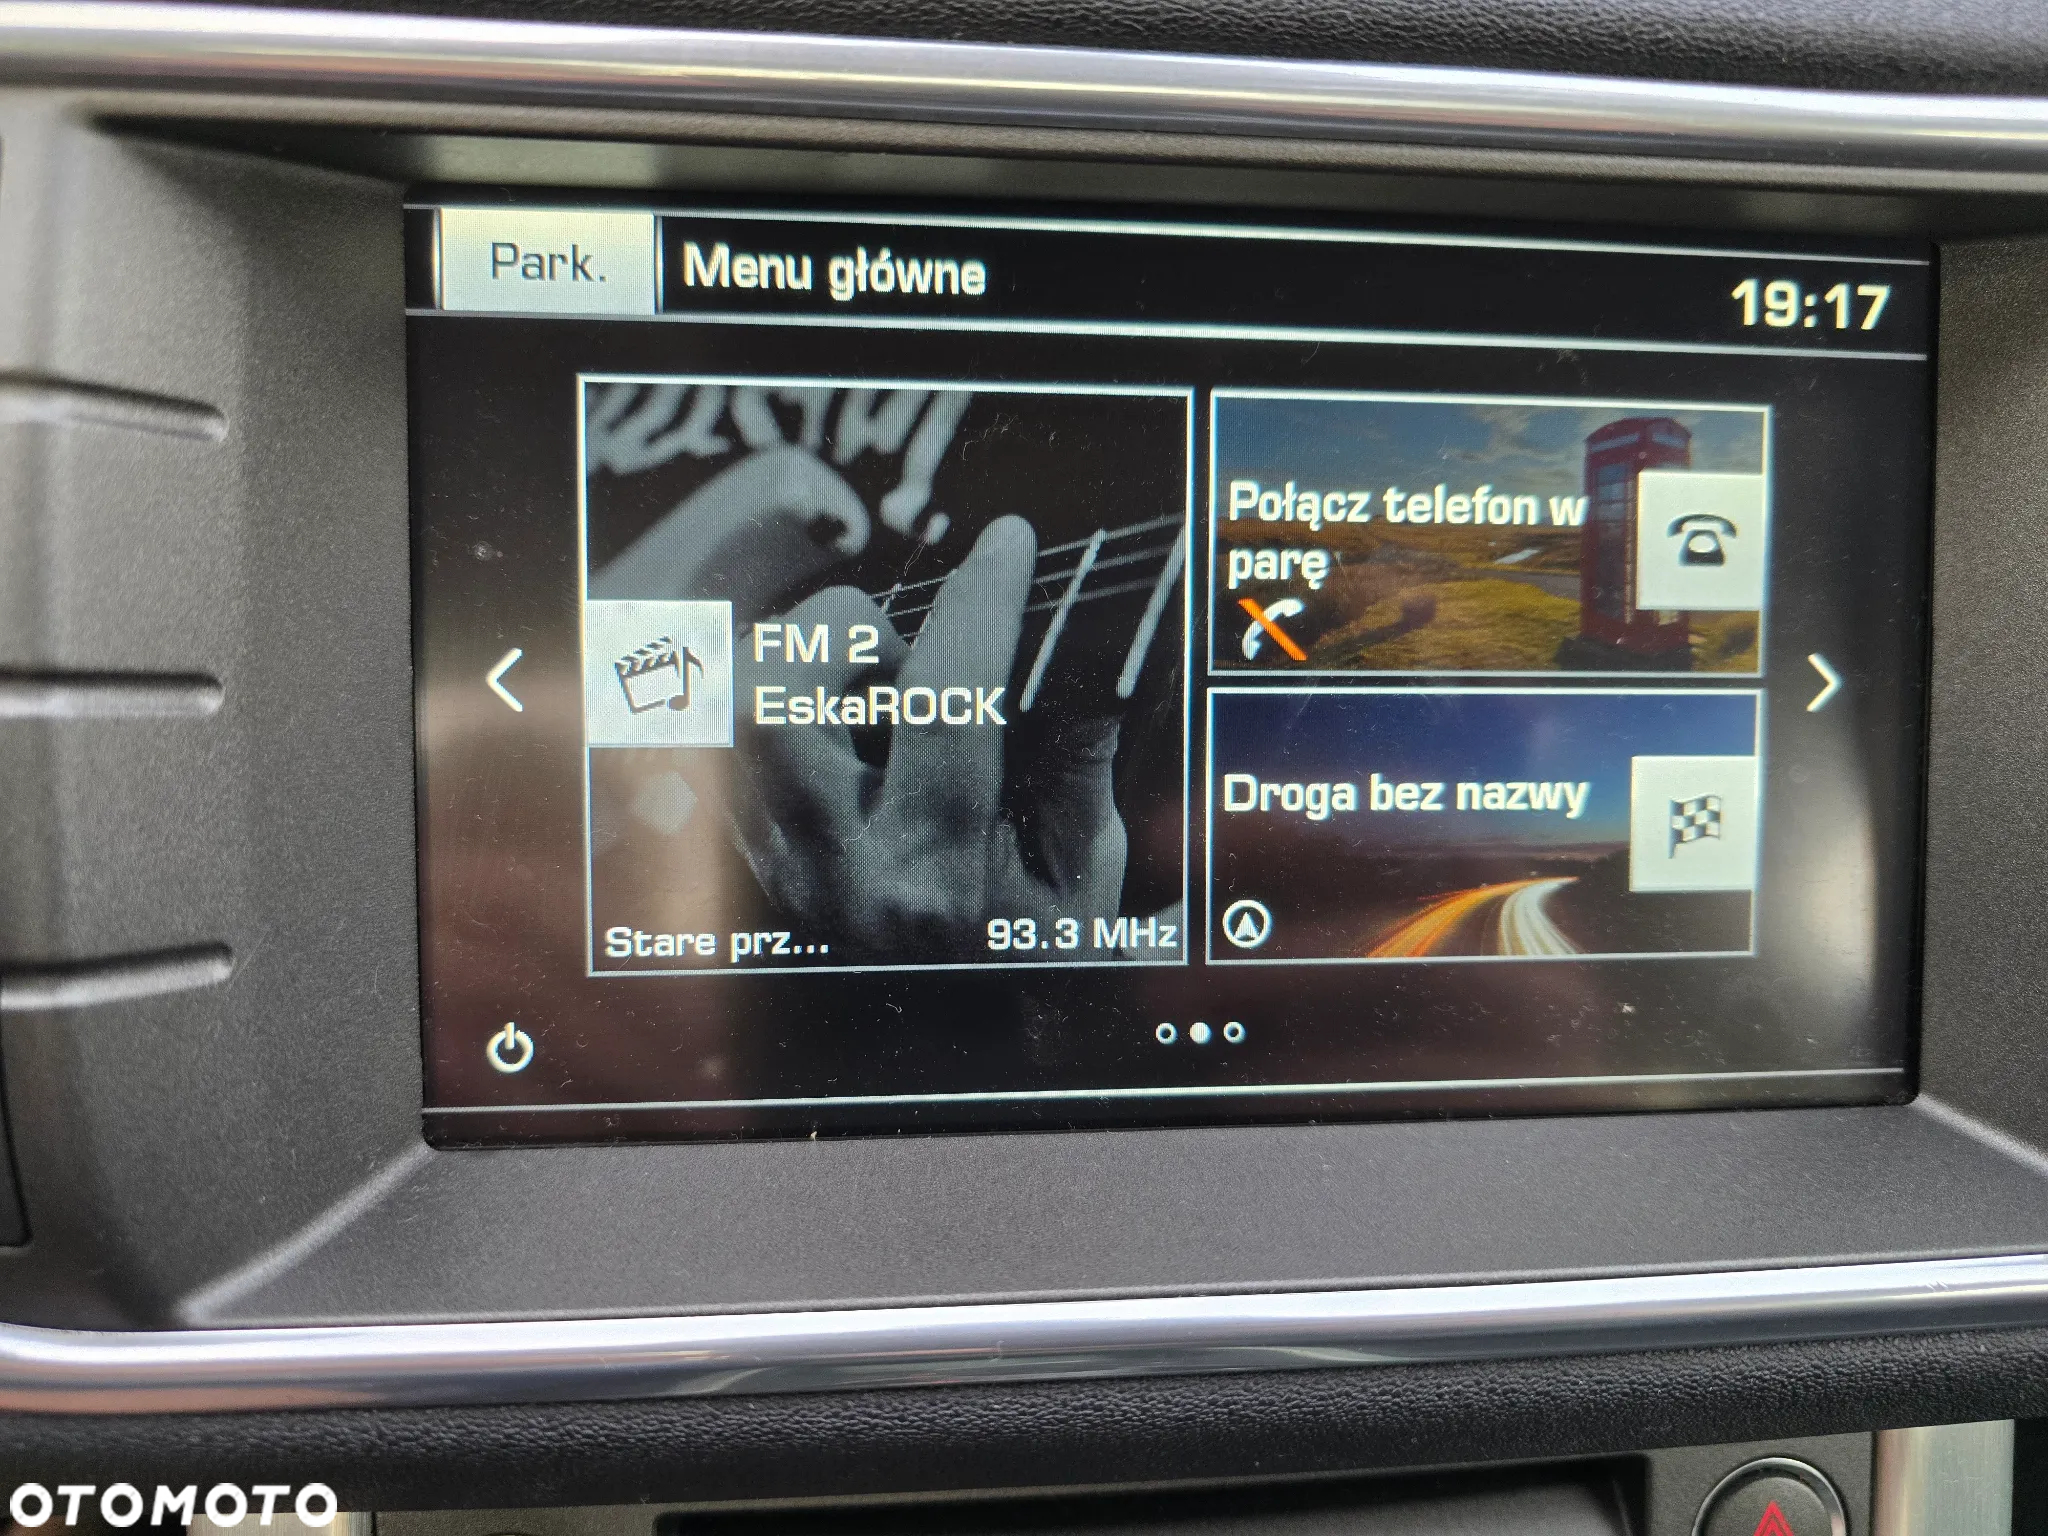 Park.
Menu główne
19:17
FM 2
EskaROCK
Stare prz...
93.3 MHz
Połącz telefon w
parę
Droga bez nazwy
OTOMOTO